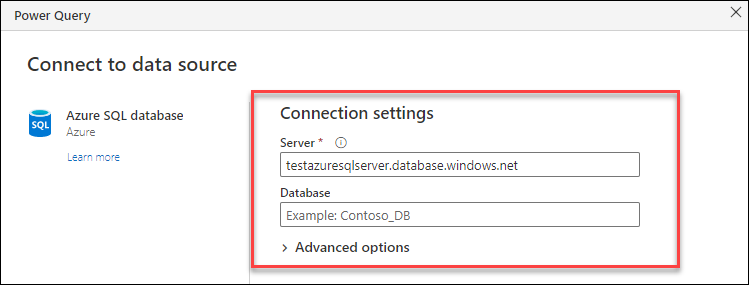 Power Query
Connect to data source
SQL
Azure SQL database
Azure
Learn more
Connection settings
Server *
testazuresqlserver.database.windows.net
Database
Example: Contoso_DB
Advanced options